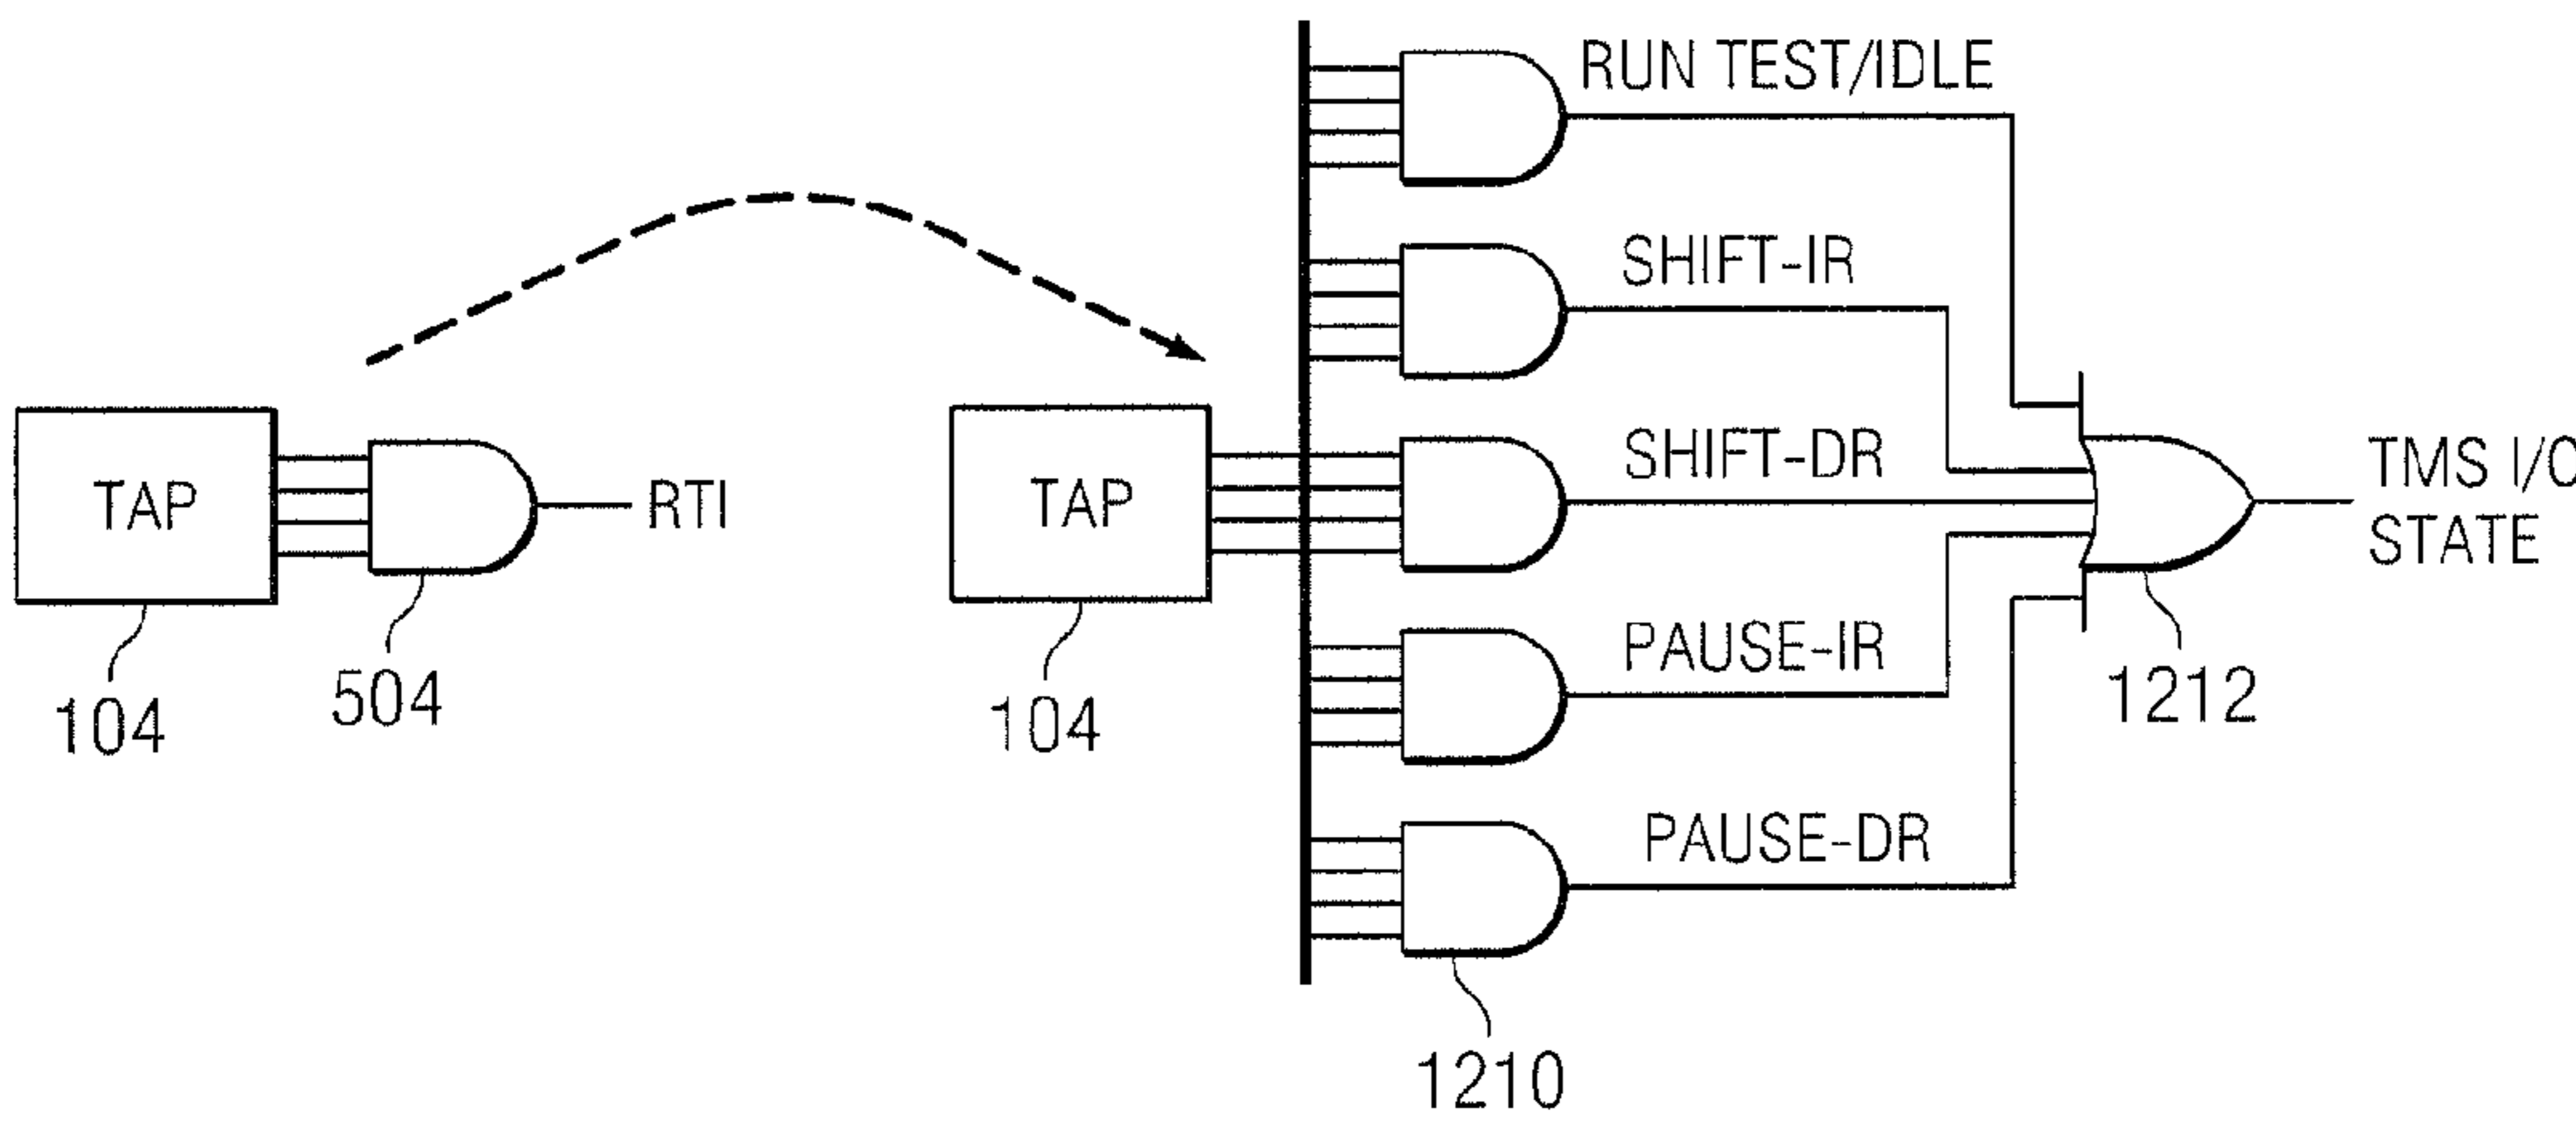 RUN TEST/IDLE
SHIFT-IR
SHIFT-DR
TMS I/O
STATE
TAP
RTI
TAP
PAUSE-IR
104
504
104
1212
PAUSE-DR
1210